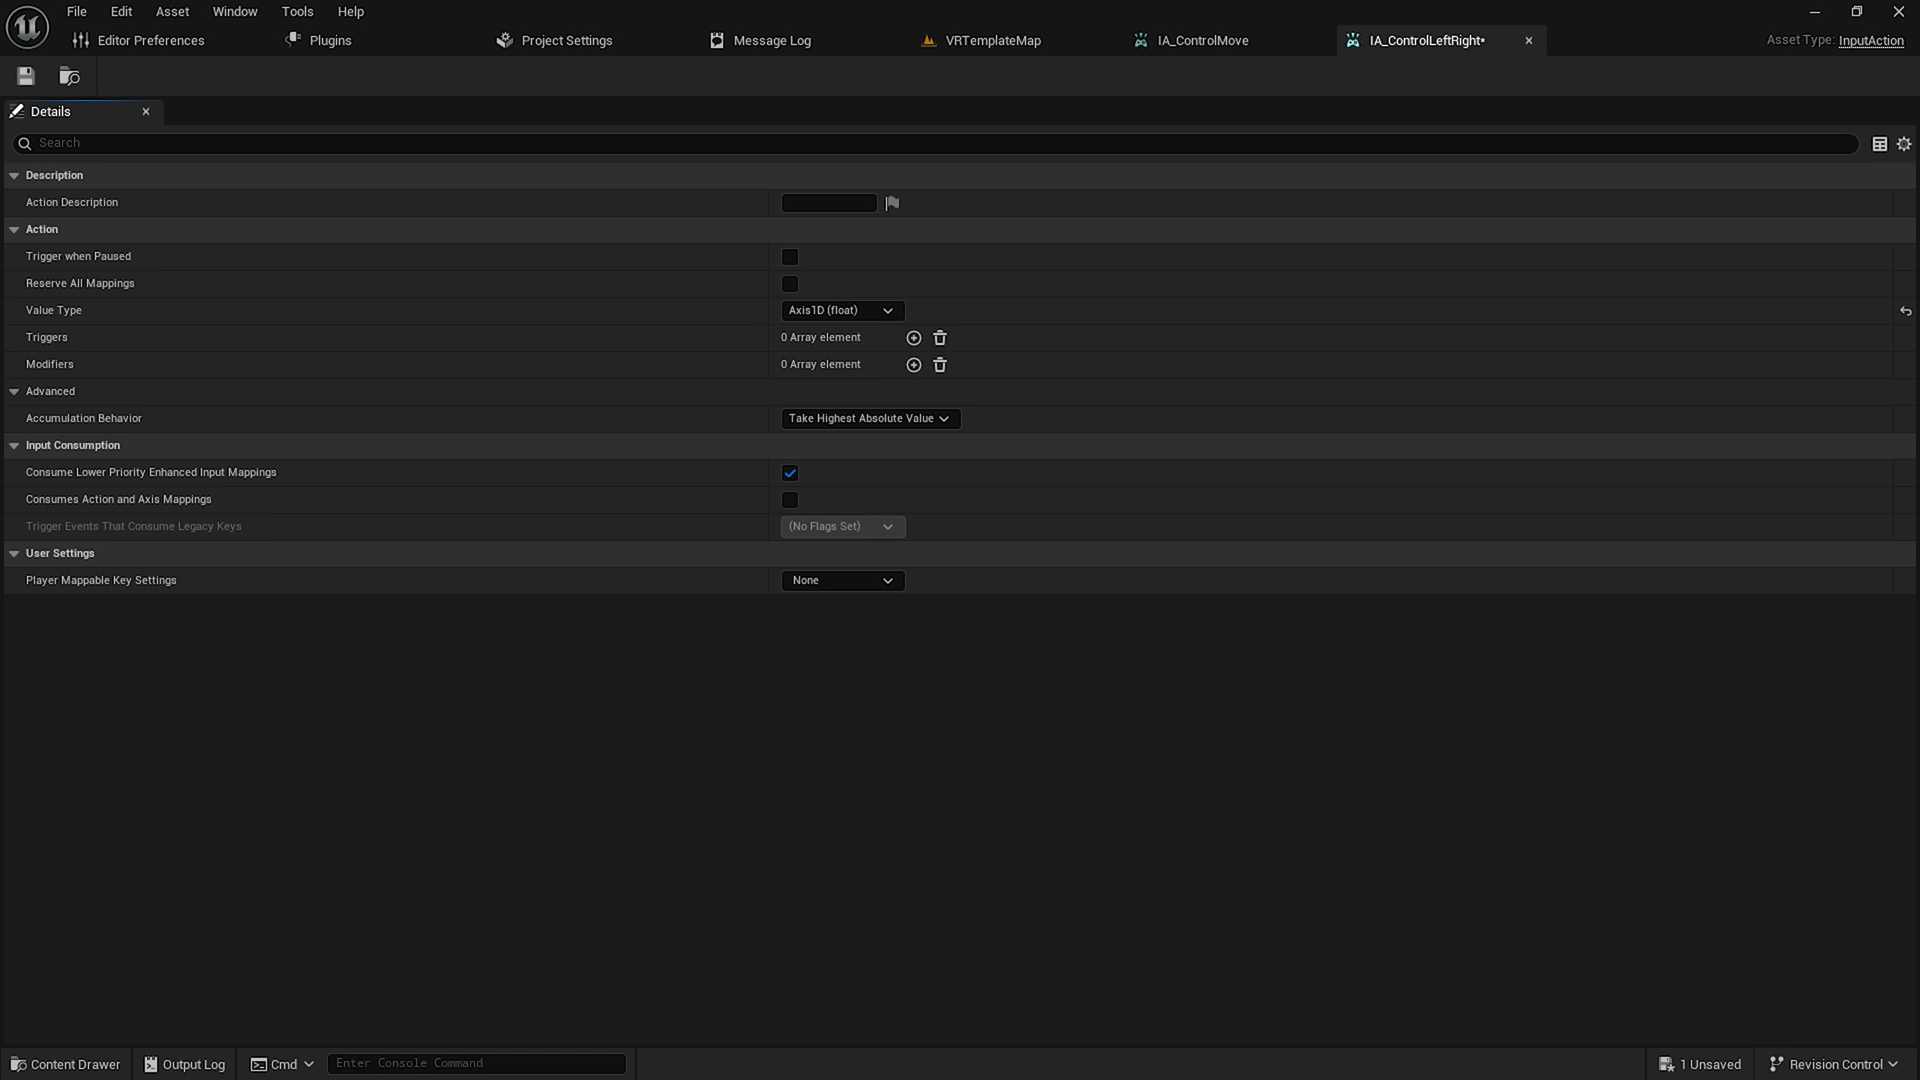 File Edit Asset Window Tools Help
Editor Preferences Plugins Project Settings Message Log VRTemplateMap IA_ControlMove IA_ControlLeftRight* Asset Type: InputAction
Details
Search
Description
Action Description
Action
Trigger when Paused
Reserve All Mappings
Value Type Axis1D (float)
Triggers 0 Array element
Modifiers 0 Array element
Advanced
Accumulation Behavior Take Highest Absolute Value
Input Consumption
Consume Lower Priority Enhanced Input Mappings
Consumes Action and Axis Mappings
Trigger Events That Consume Legacy Keys (No Flags Set)
User Settings
Player Mappable Key Settings None
Content Drawer Output Log Cmd Enter Console Command 1 Unsaved Revision Control